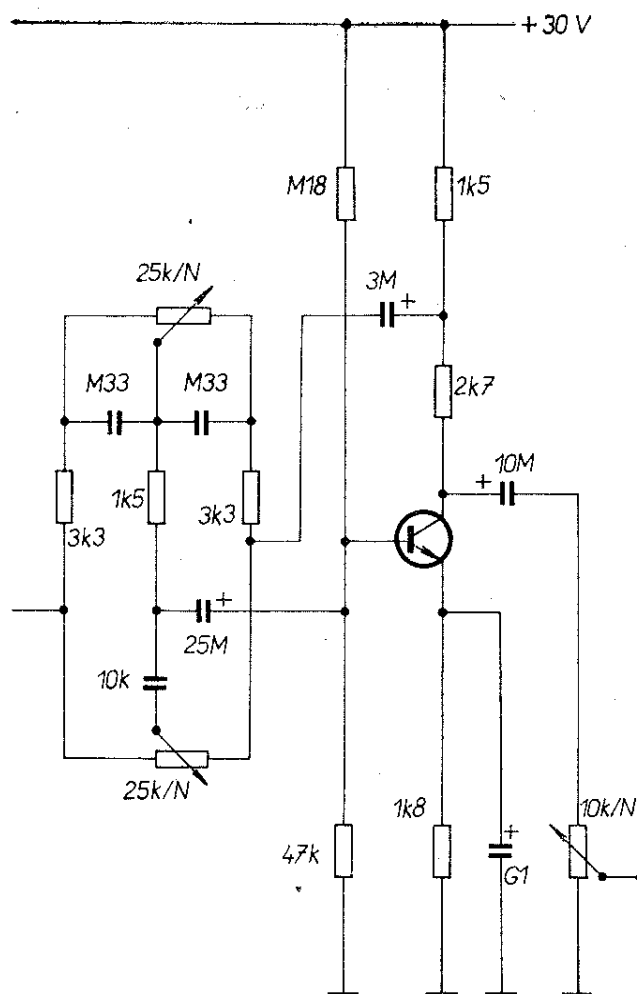 + 30 V
M18
1k5
25k/N
3M
+
M33
M33
2k7
1k5
3k3
3k3
+
10M
+
25M
10k
25k/N
47k
1k8
+
G1
10k/N